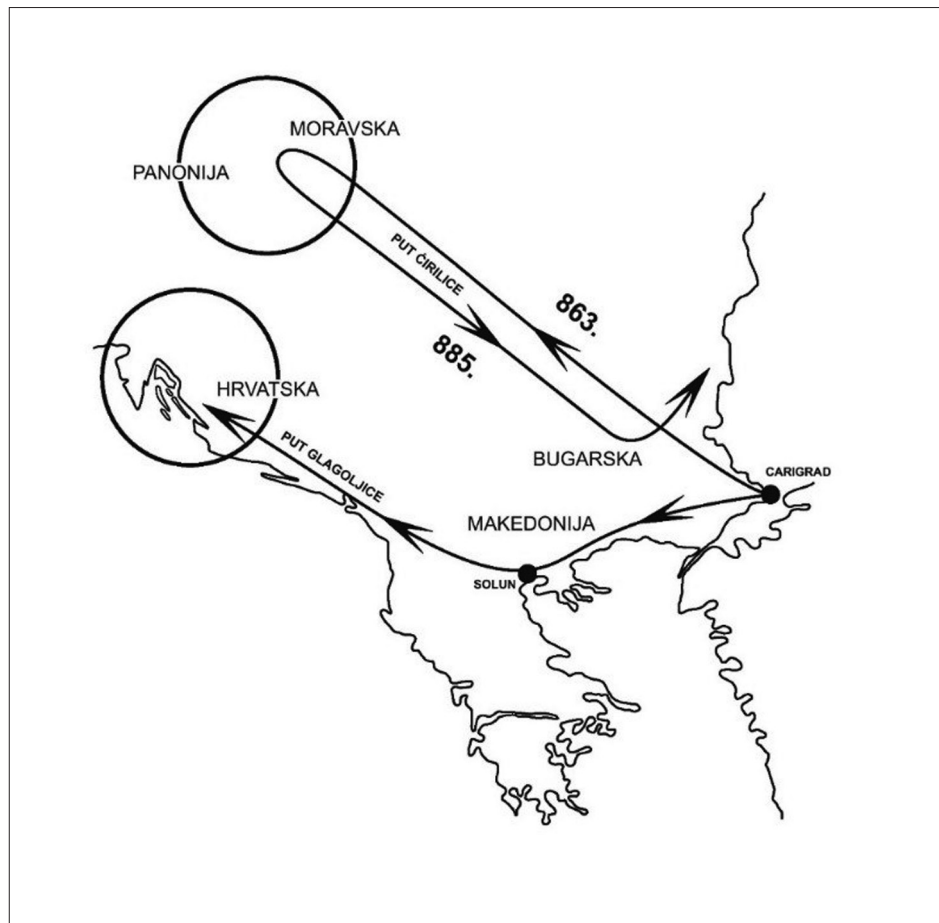 MORAVSKA
PANONIJA
PUT ĆIRILICE
863.
885.
HRVATSKA
PUT GLAGOLJICE
BUGARSKA
CARIGRAD
MAKEDONIJA
SOLUN